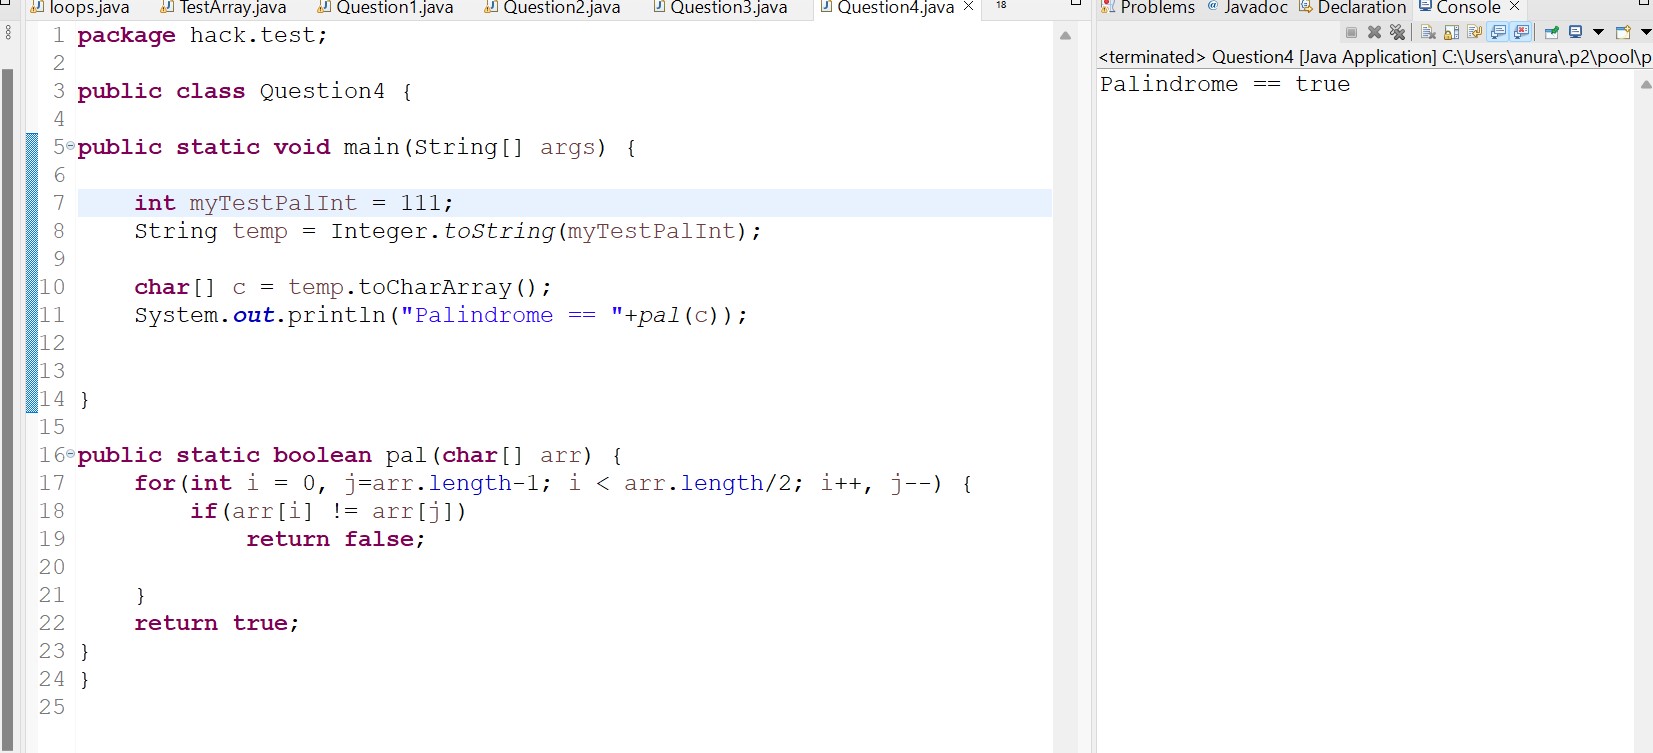 loops.java TestArray.java Question1.java Question2.java Question3.java Question4.java 18
Problems Javadoc Declaration Console
<terminated> Question4 [Java Application] C:\Users\anura\.p2\pool\p
Palindrome == true
1 package hack.test;
2
3 public class Question4 {
4
5 public static void main(String[] args) {
6
7 int myTestPalInt = 111;
8 String temp = Integer.toString(myTestPalInt);
9
10 char[] c = temp.toCharArray();
11 System.out.println("Palindrome == "+pal(c));
12
13
14 }
15
16 public static boolean pal(char[] arr) {
17 for(int i = 0, j=arr.length-1; i < arr.length/2; i++, j--) {
18 if(arr[i] != arr[j])
19 return false;
20
21 }
22 return true;
23 }
24 }
25